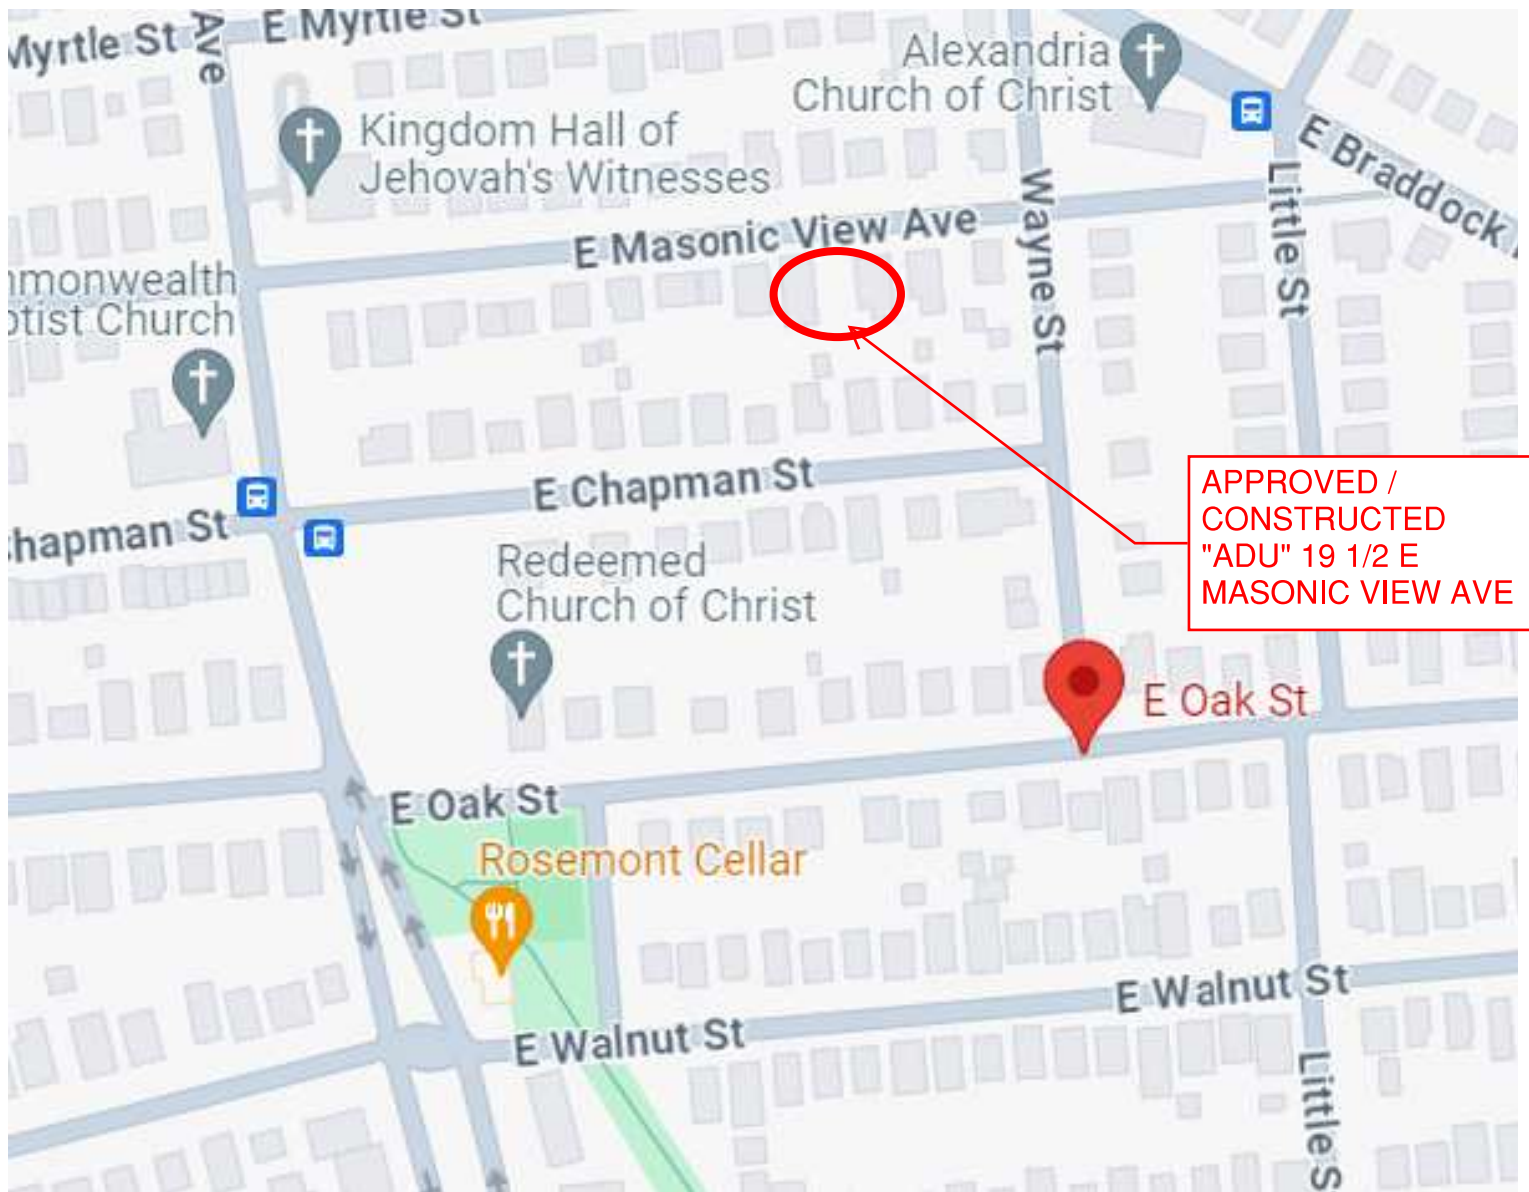 Myrtle St
Ave
E Myrtle St
Alexandria
Church of Christ
Kingdom Hall of
Jehovah's Witnesses
E Braddock
Little St
Wayne St
E Masonic View Ave
mmonwealth
ptist Church
E Chapman St
hapman St
APPROVED /
CONSTRUCTED
"ADU" 19 1/2 E
MASONIC VIEW AVE
Redeemed
Church of Christ
E Oak St
E Oak St
Rosemont Cellar
E Walnut St
E Walnut St
Little S